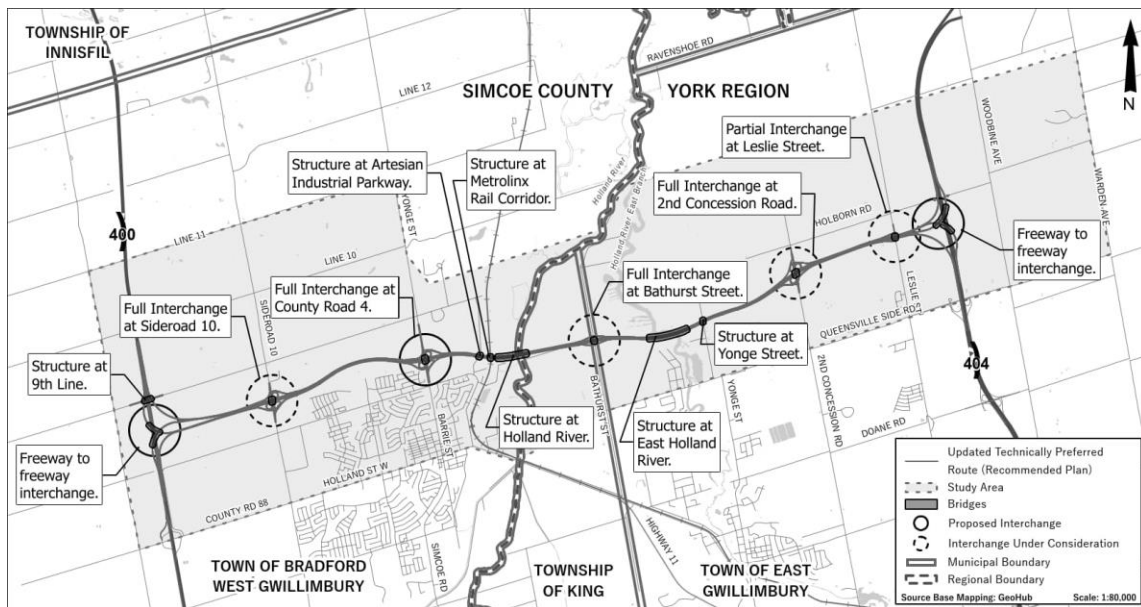 TOWNSHIP OF
INNISFIL
LINE 12
SIMCOE COUNTY
YORK REGION
RAVENSHOE RD
WOODBINE AVE
N
Structure at Artesian
Industrial Parkway.
Structure at
Metrolinx
Rail Corridor.
Holland River
Holland River East Branch
Partial Interchange
at Leslie Street.
Full Interchange at
2nd Concession Road.
HOLBORN RD
WARDEN AVE
400
LINE 11
LINE 10
YONGE ST
Freeway to
freeway
interchange.
Full Interchange
at Sideroad 10.
SIDEROAD 10
Full Interchange at
County Road 4.
Full Interchange
at Bathurst Street.
LESLIE ST
QUEENSVILLE SIDE RD
Structure at
9th Line.
Structure at
Yonge Street.
404
BATHURST ST
YONGE ST
2ND CONCESSION RD
DOANE RD
BARRIE ST
Structure at
Holland River.
Structure at
East Holland
River.
Freeway to
freeway
interchange.
HOLLAND ST W
COUNTY RD 88
SIMCOE RD
HIGHWAY 11
TOWN OF BRADFORD
WEST GWILLIMBURY
TOWNSHIP
OF KING
TOWN OF EAST
GWILLIMBURY
Updated Technically Preferred
Route (Recommended Plan)
Study Area
Bridges
Proposed Interchange
Interchange Under Consideration
Municipal Boundary
Regional Boundary
Source Base Mapping: GeoHub
Scale: 1:80,000